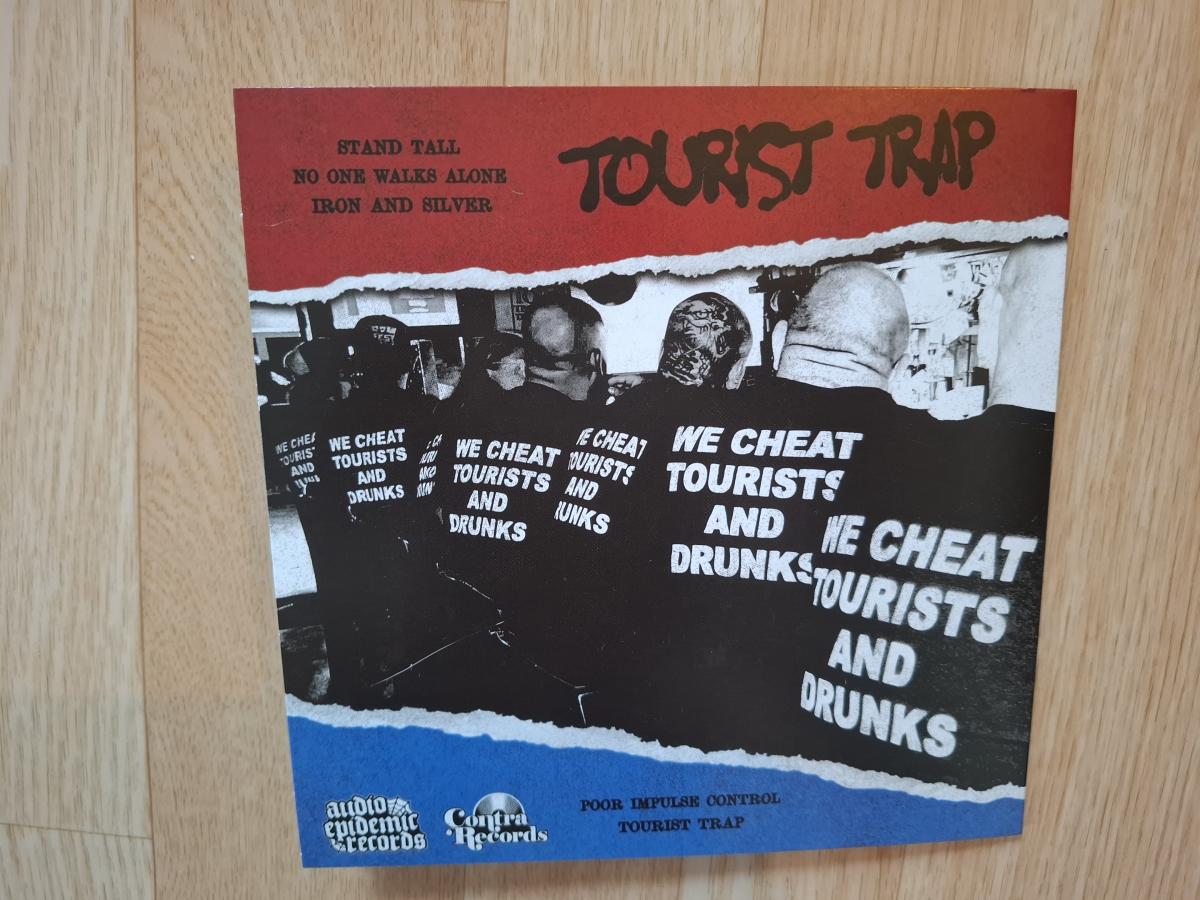 STAND TALL
NO ONE WALKS ALONE
IRON AND SILVER
TOURIST TRAP
WE CHEAT
TOURISTS
AND
DRUNKS
WE CHEAT
TOURISTS
AND
DRUNKS
WE CHEAT
TOURISTS
AND
DRUNKS
WE CHEAT
TOURISTS
AND
DRUNKS
AND
AND
audio
epidemic
records
Contra
Records
POOR IMPULSE CONTROL
TOURIST TRAP